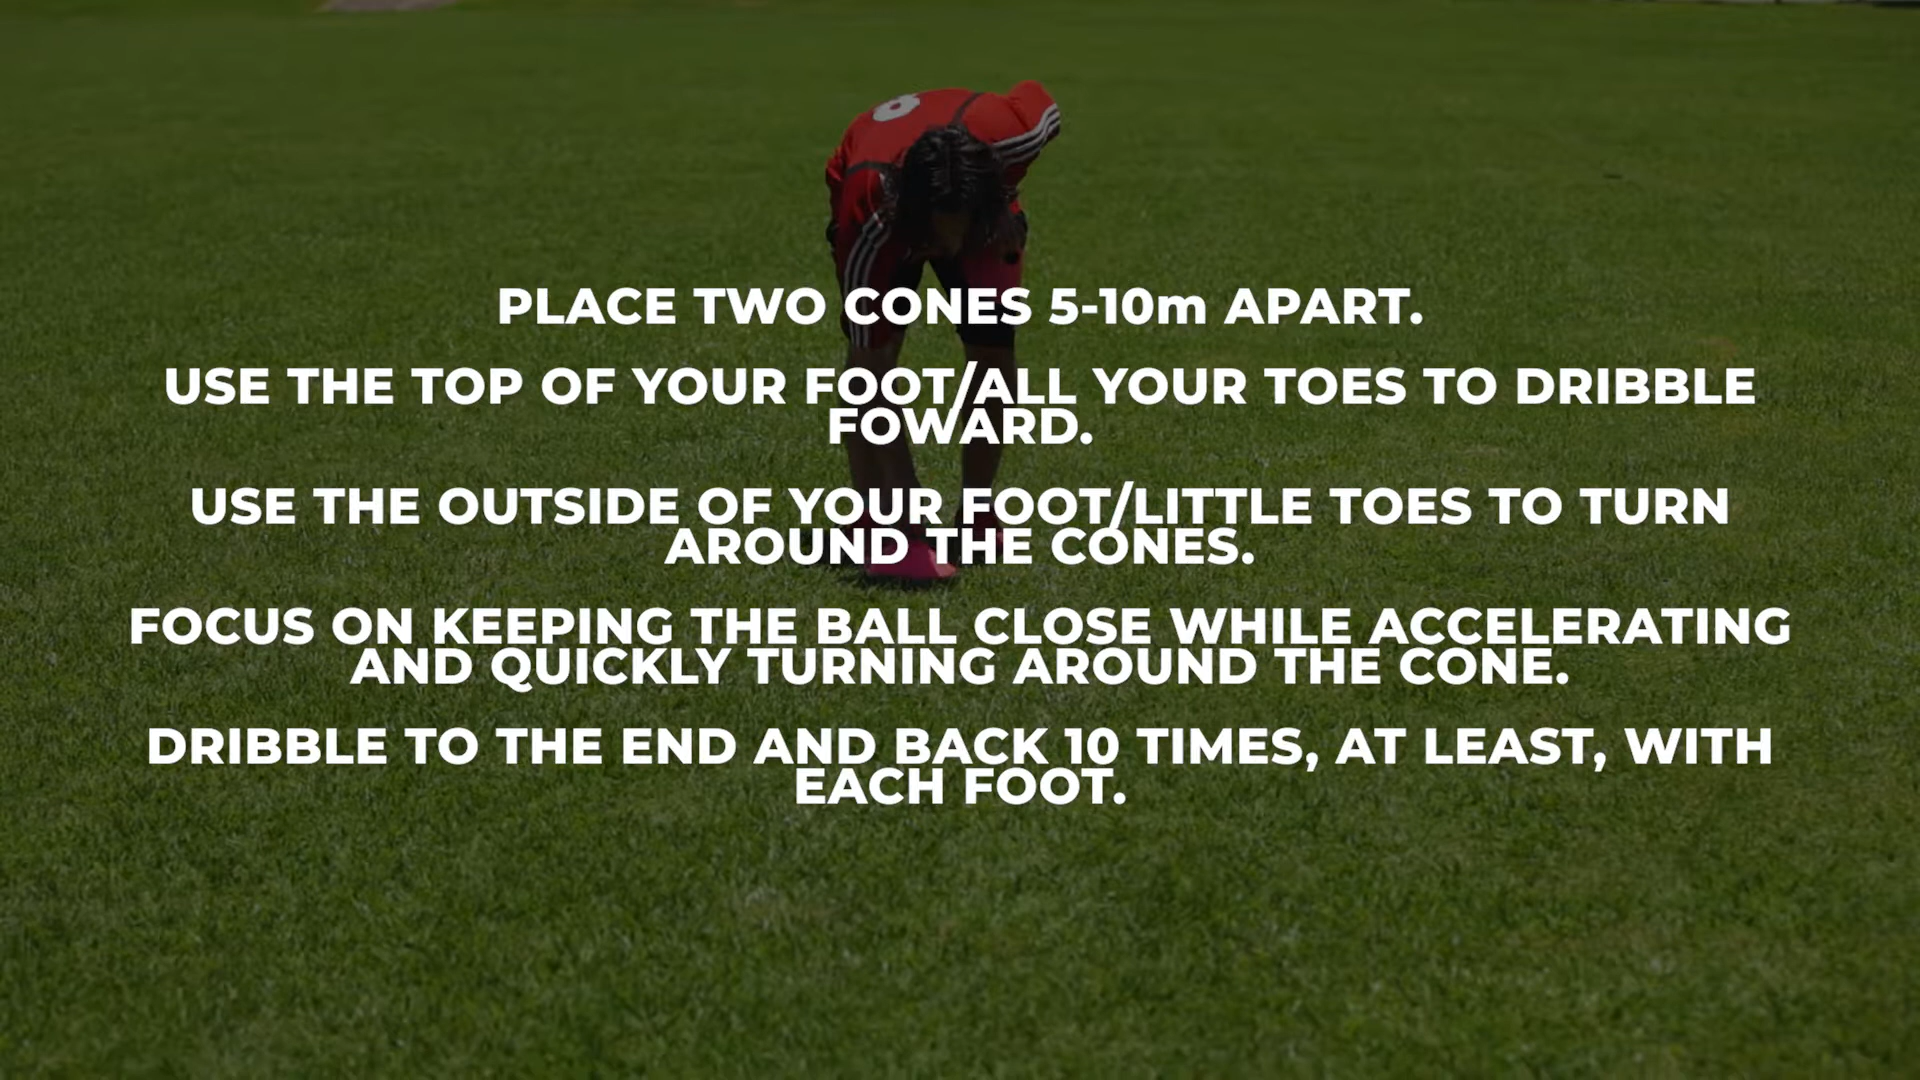 PLACE TWO CONES 5-10m APART.
USE THE TOP OF YOUR FOOT/ALL YOUR TOES TO DRIBBLE
FOWARD.
USE THE OUTSIDE OF YOUR FOOT/LITTLE TOES TO TURN
AROUND THE CONES.
FOCUS ON KEEPING THE BALL CLOSE WHILE ACCELERATING
AND QUICKLY TURNING AROUND THE CONE.
DRIBBLE TO THE END AND BACK 10 TIMES, AT LEAST, WITH
EACH FOOT.